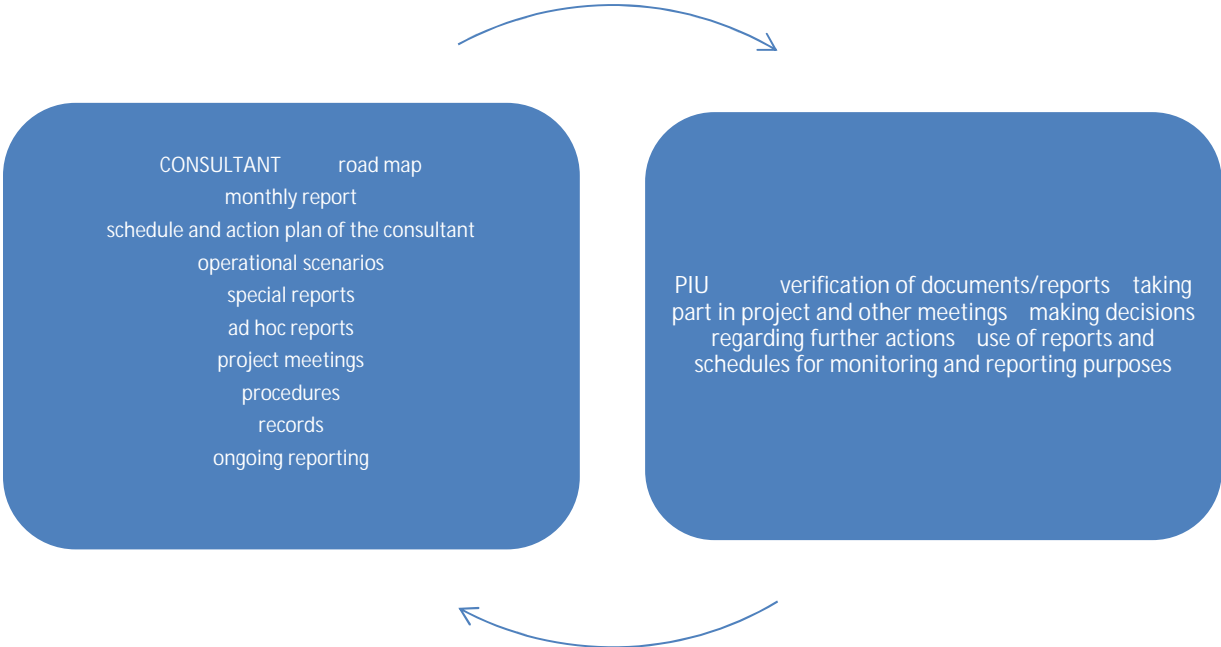 CONSULTANT road map
monthly report
schedule and action plan of the consultant
operational scenarios
special reports
ad hoc reports
project meetings
procedures
records
ongoing reporting
PIU verification of documents/reports taking
part in project and other meetings making decisions
regarding further actions use of reports and
schedules for monitoring and reporting purposes